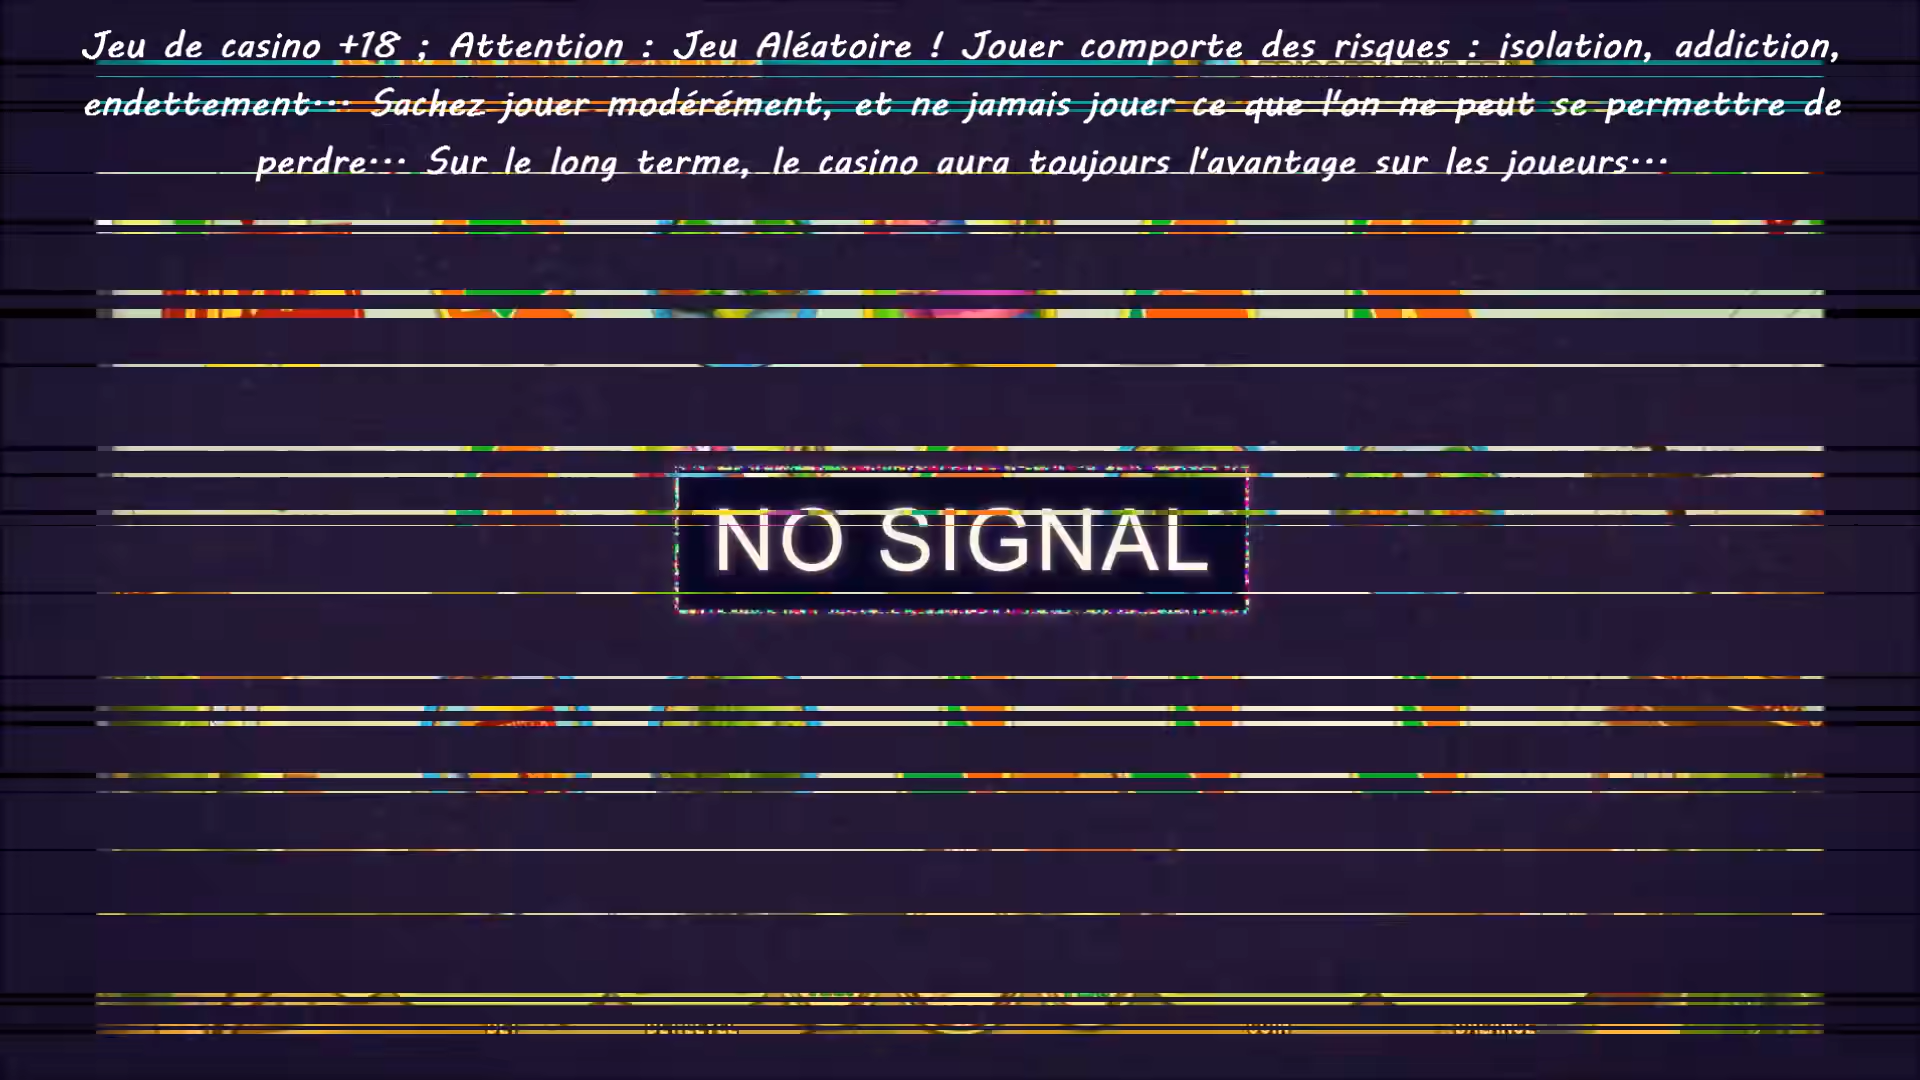 Jeu de casino +18 ; Attention : Jeu Aléatoire ! Jouer comporte des risques : isolation, addiction,
endettement... Sachez jouer modérément, et ne jamais jouer ce que l'on ne peut se permettre de
perdre... Sur le long terme, le casino aura toujours l'avantage sur les joueurs...
NO SIGNAL